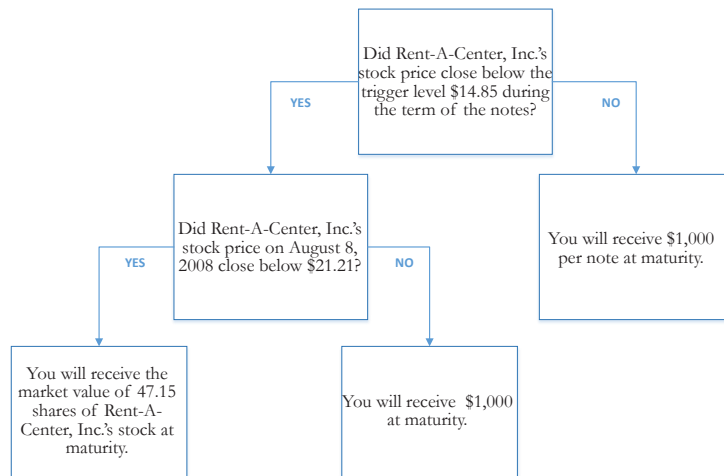 Did Rent-A-Center, Inc.'s
stock price close below the
trigger level $14.85 during
the term of the notes?
YES
NO
Did Rent-A-Center, Inc.'s
stock price on August 8,
2008 close below $21.21?
You will receive $1,000
per note at maturity.
YES
NO
You will receive the
market value of 47.15
shares of Rent-A-
Center, Inc.'s stock at
maturity.
You will receive $1,000
at maturity.